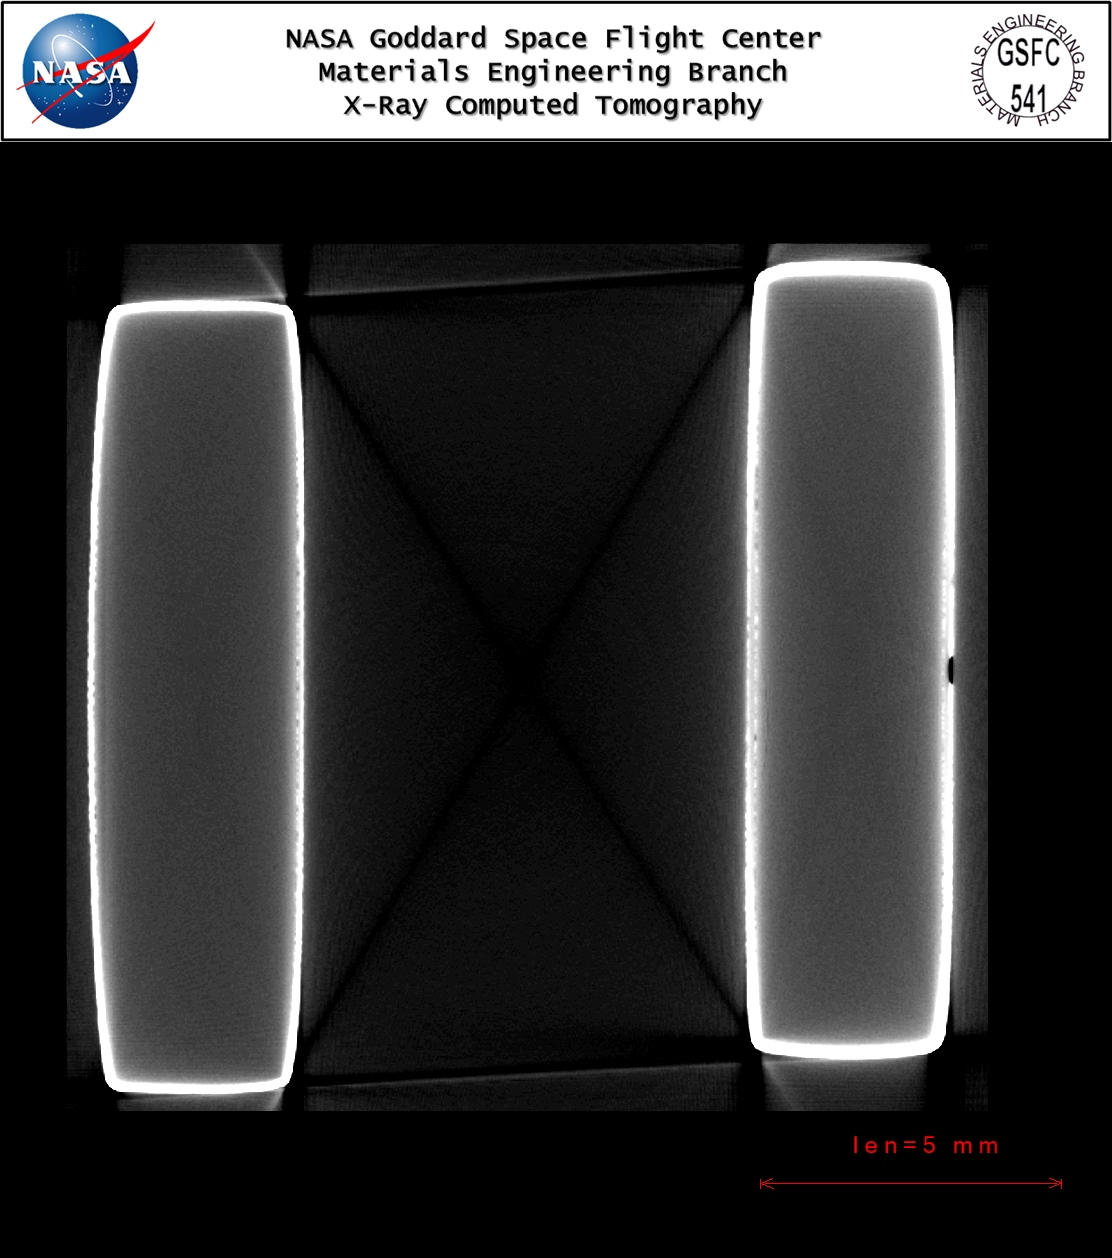 NASA
NASA Goddard Space Flight Center
Materials Engineering Branch
X-Ray Computed Tomography
MATERIALS ENGINEERING BRANCH
GSFC
541
len=5 mm